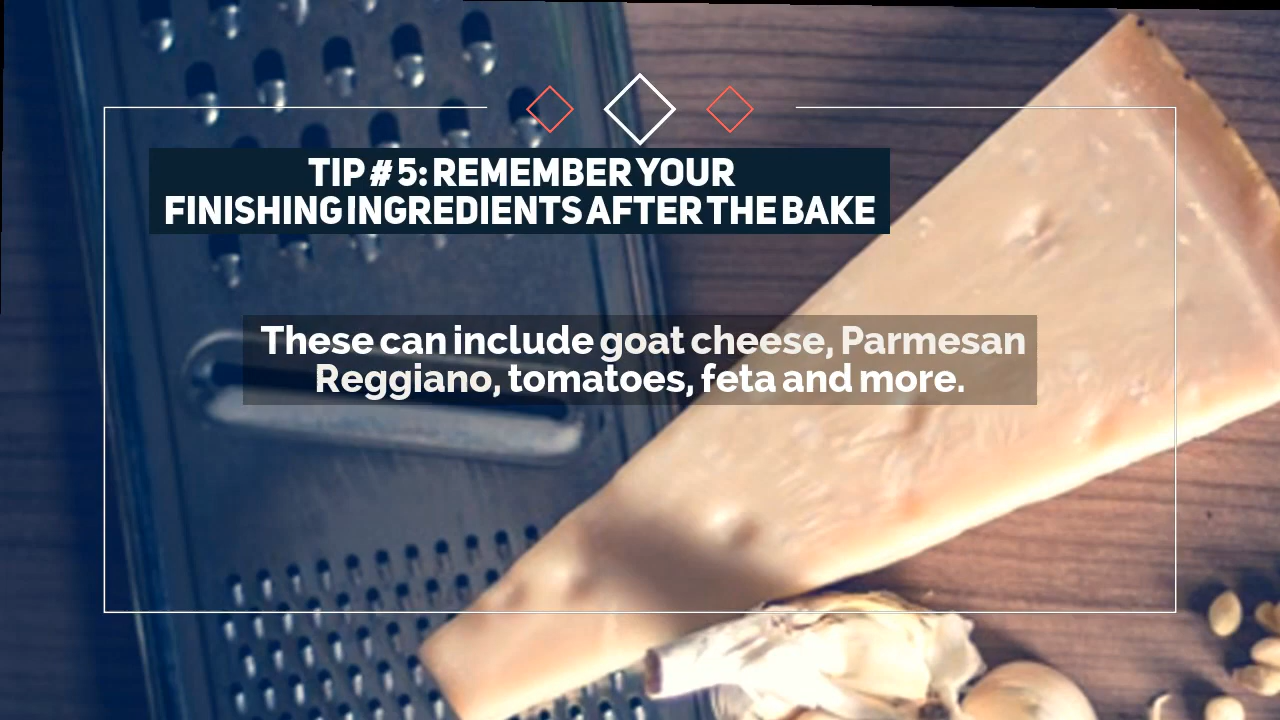 TIP # 5: REMEMBER YOUR
FINISHING INGREDIENTS AFTER THE BAKE
These can include goat cheese, Parmesan
Reggiano, tomatoes, feta and more.